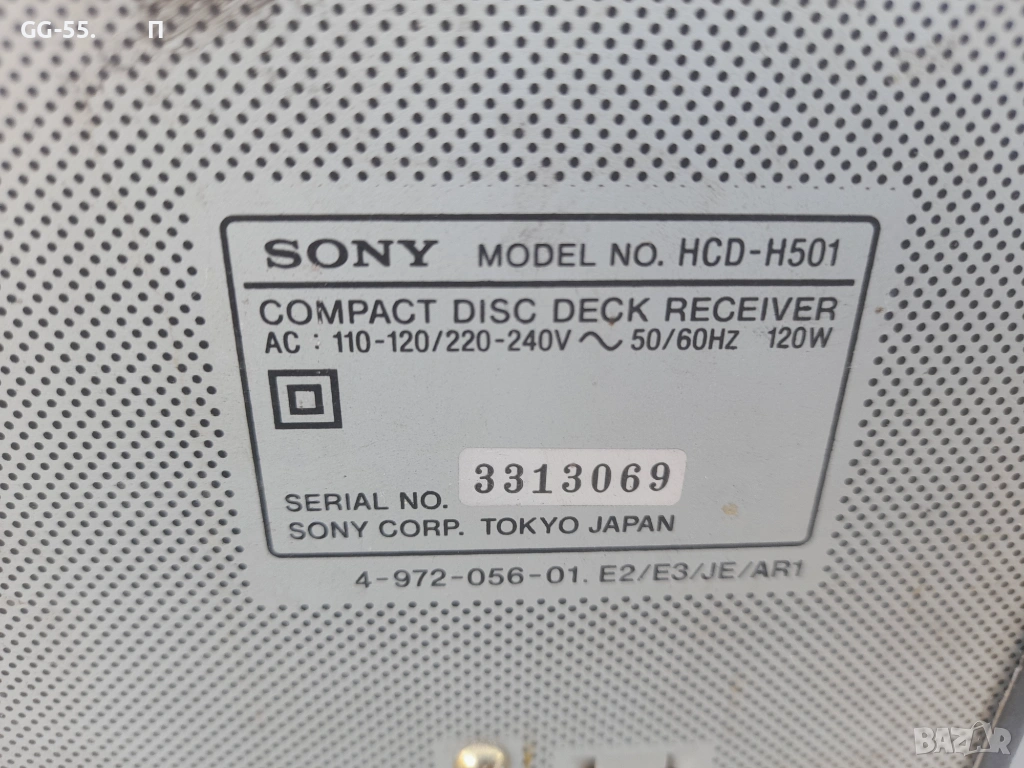 GG-55. П
SONY MODEL NO. HCD-H501
COMPACT DISC DECK RECEIVER
AC : 110-120/220-240V ~ 50/60Hz 120W
SERIAL NO. 3313069
SONY CORP. TOKYO JAPAN
4-972-056-01. E2/E3/JE/AR1
BAZAR